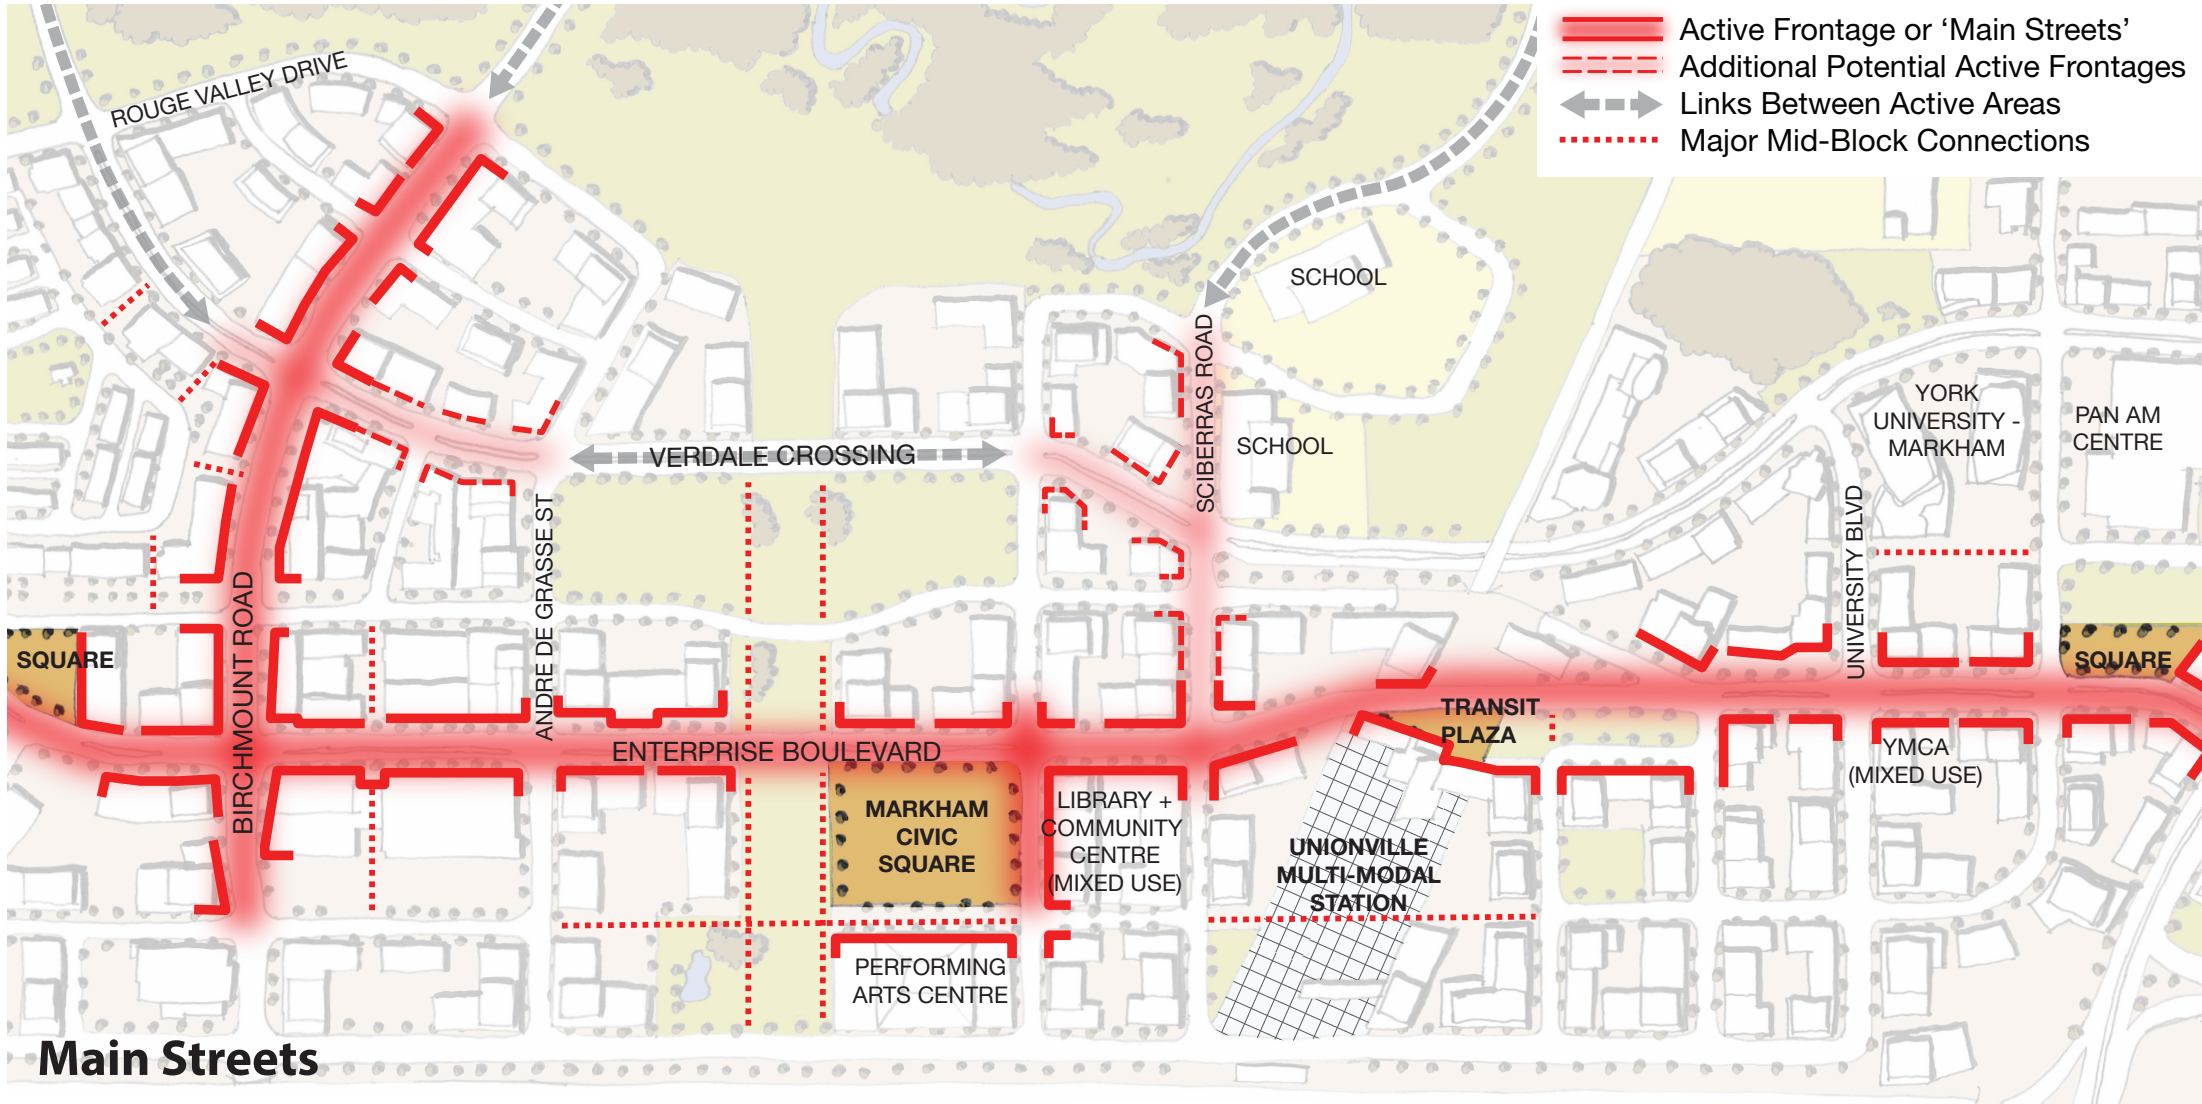 Active Frontage or ‘Main Streets’
Additional Potential Active Frontages
Links Between Active Areas
Major Mid-Block Connections
ROUGE VALLEY DRIVE
SCHOOL
SCIBERRAS ROAD
SCHOOL
VERDALE CROSSING
YORK
UNIVERSITY -
MARKHAM
PAN AM
CENTRE
UNIVERSITY BLVD
ANDRE DE GRASSE ST
BIRCHMOUNT ROAD
SQUARE
SQUARE
TRANSIT
PLAZA
ENTERPRISE BOULEVARD
YMCA
(MIXED USE)
MARKHAM
CIVIC
SQUARE
LIBRARY +
COMMUNITY
CENTRE
(MIXED USE)
UNIONVILLE
MULTI-MODAL
STATION
PERFORMING
ARTS CENTRE
Main Streets